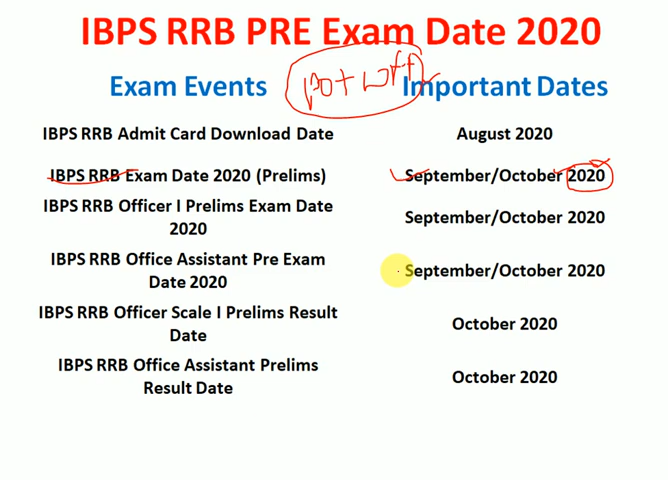 IBPS RRB PRE Exam Date 2020
Exam Events Important Dates
IBPS RRB Admit Card Download Date August 2020
IBPS RRB Exam Date 2020 (Prelims) September/October 2020
IBPS RRB Officer I Prelims Exam Date
2020 September/October 2020
IBPS RRB Office Assistant Pre Exam
Date 2020 September/October 2020
IBPS RRB Officer Scale I Prelims Result
Date October 2020
IBPS RRB Office Assistant Prelims
Result Date October 2020